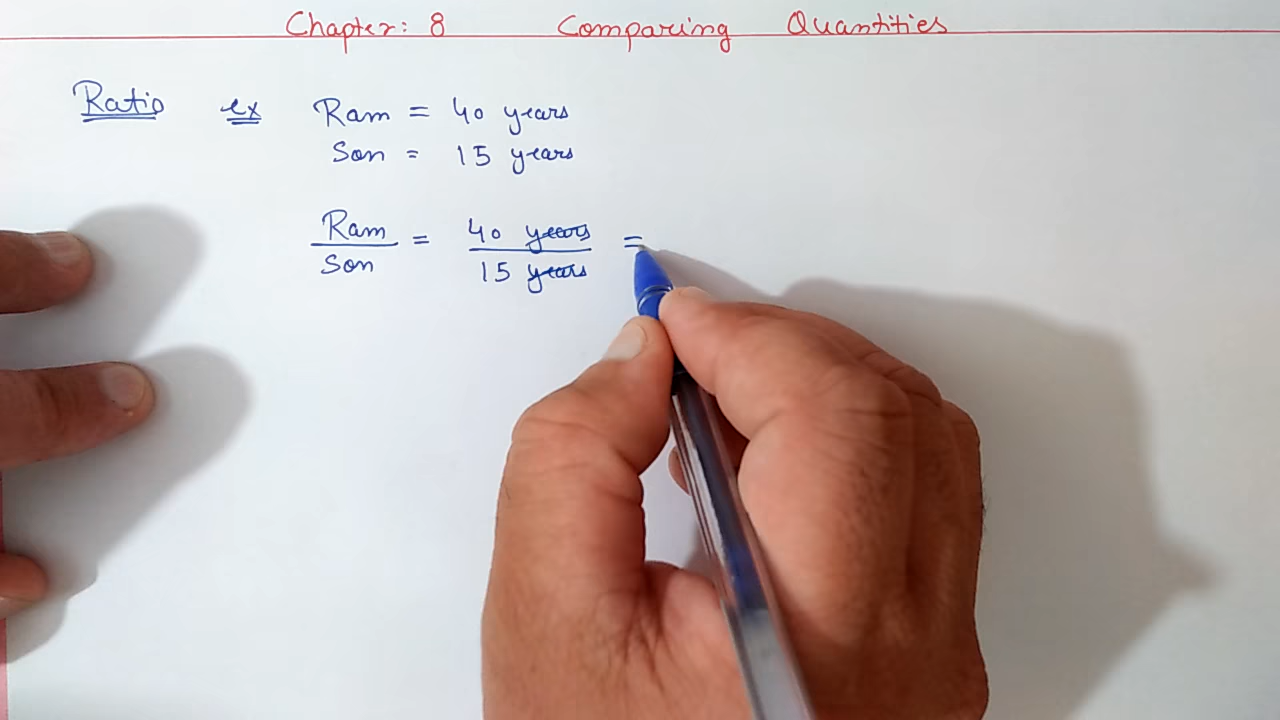 Chapter: 8 Comparing Quantities
Ratio ex Ram = 40 years
Son = 15 years
Ram = 40 years =
Son 15 years